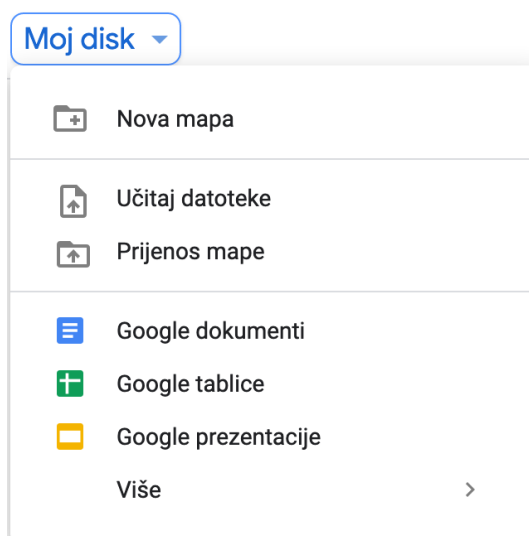 Moj disk
Nova mapa
Učitaj datoteke
Prijenos mape
Google dokumenti
Google tablice
Google prezentacije
Više